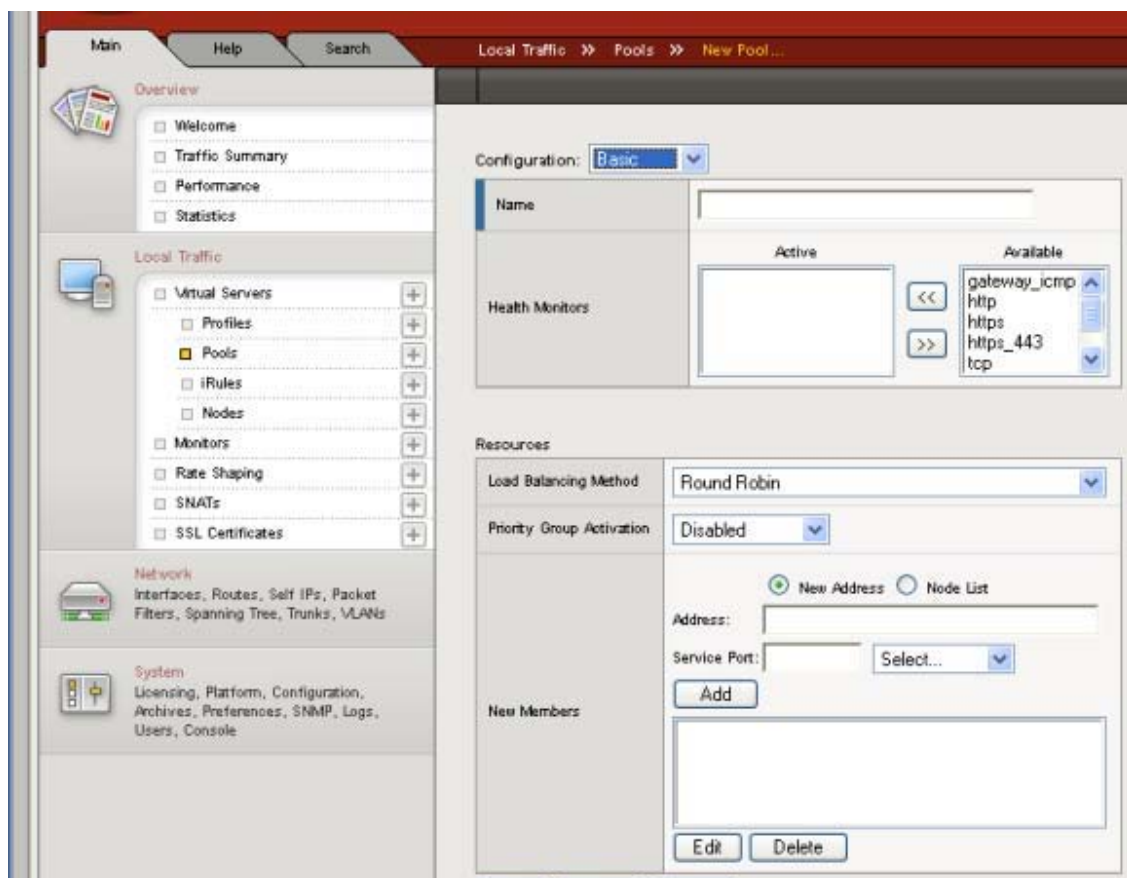 Main
Help
Search
Local Traffic >> Pools >> New Pool...
Overview
Welcome
Traffic Summary
Performance
Statistics
Local Traffic
Virtual Servers
Profiles
Pools
iRules
Nodes
Monitors
Rate Shaping
SNATs
SSL Certificates
Network
Interfaces, Routes, Self IPs, Packet
Filters, Spanning Tree, Trunks, VLANs
System
Licensing, Platform, Configuration,
Archives, Preferences, SNMP, Logs,
Users, Console
Configuration: Basic
Name
Health Monitors
Active
Available
<<
>>
gateway_icmp
http
https
https_443
tcp
Resources
Load Balancing Method
Round Robin
Priority Group Activation
Disabled
New Members
New Address
Node List
Address:
Service Port:
Select...
Add
Edit
Delete